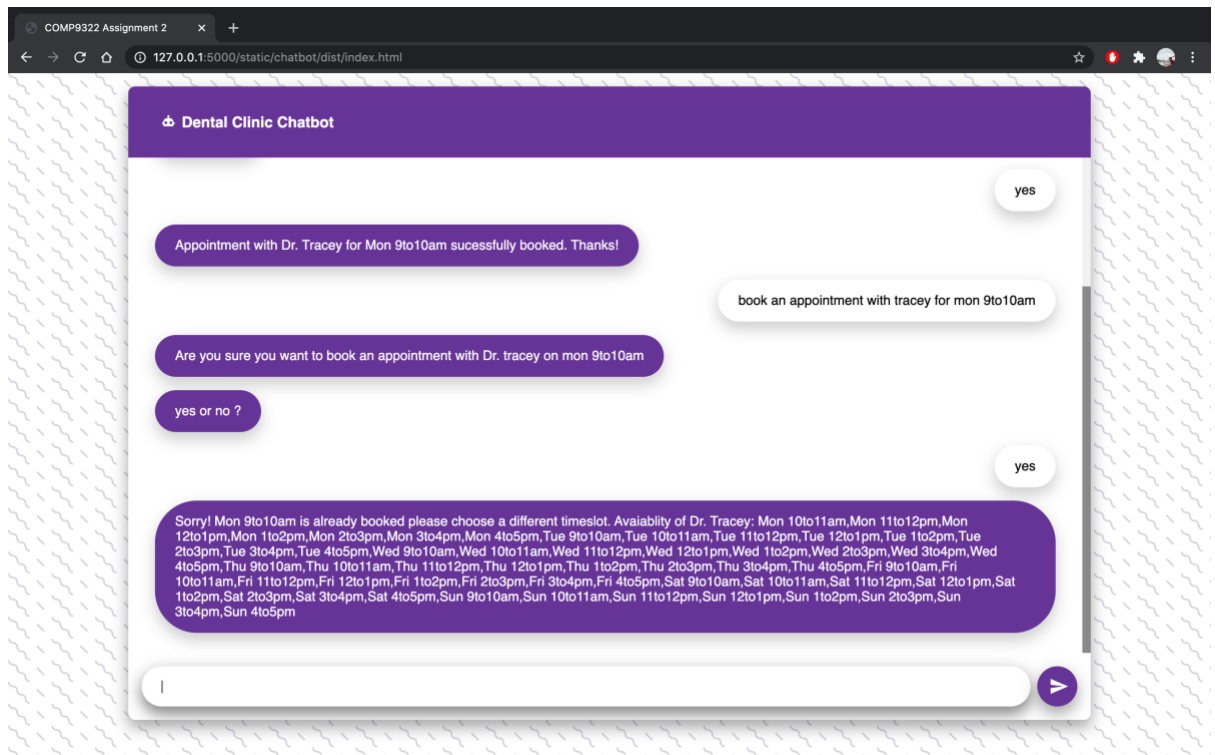 COMP9322 Assignment 2
127.0.0.1:5000/static/chatbot/dist/index.html
Dental Clinic Chatbot
yes
Appointment with Dr. Tracey for Mon 9to10am sucessfully booked. Thanks!
book an appointment with tracey for mon 9to10am
Are you sure you want to book an appointment with Dr. tracey on mon 9to10am
yes or no ?
yes
Sorry! Mon 9to10am is already booked please choose a different timeslot. Avaiablity of Dr. Tracey: Mon 10to11am,Mon 11to12pm,Mon
12to1pm,Mon 1to2pm,Mon 2to3pm,Mon 3to4pm,Mon 4to5pm,Tue 9to10am,Tue 10to11am,Tue 11to12pm,Tue 12to1pm,Tue 1to2pm,Tue
2to3pm,Tue 3to4pm,Tue 4to5pm,Wed 9to10am,Wed 10to11am,Wed 11to12pm,Wed 12to1pm,Wed 1to2pm,Wed 2to3pm,Wed 3to4pm,Wed
4to5pm,Thu 9to10am,Thu 10to11am,Thu 11to12pm,Thu 12to1pm,Thu 1to2pm,Thu 2to3pm,Thu 3to4pm,Thu 4to5pm,Fri 9to10am,Fri
10to11am,Fri 11to12pm,Fri 12to1pm,Fri 1to2pm,Fri 2to3pm,Fri 3to4pm,Fri 4to5pm,Sat 9to10am,Sat 10to11am,Sat 11to12pm,Sat 12to1pm,Sat
1to2pm,Sat 2to3pm,Sat 3to4pm,Sat 4to5pm,Sun 9to10am,Sun 10to11am,Sun 11to12pm,Sun 12to1pm,Sun 1to2pm,Sun 2to3pm,Sun
3to4pm,Sun 4to5pm